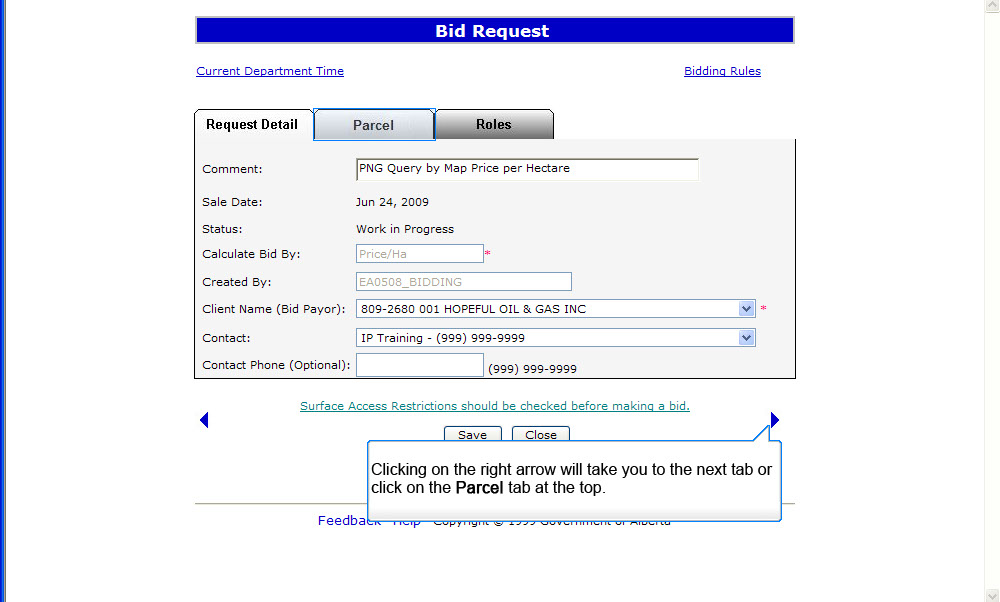 Bid Request
Current Department Time Bidding Rules
Request Detail Parcel Roles
Comment: PNG Query by Map Price per Hectare
Sale Date: Jun 24, 2009
Status: Work in Progress
Calculate Bid By: Price/Ha *
Created By: EA0508_BIDDING
Client Name (Bid Payor): 809-2680 001 HOPEFUL OIL & GAS INC *
Contact: IP Training - (999) 999-9999
Contact Phone (Optional): (999) 999-9999
Surface Access Restrictions should be checked before making a bid.
Save Close
Clicking on the right arrow will take you to the next tab or
click on the Parcel tab at the top.
Feedback Help Copyright © 1999 Government of Alberta